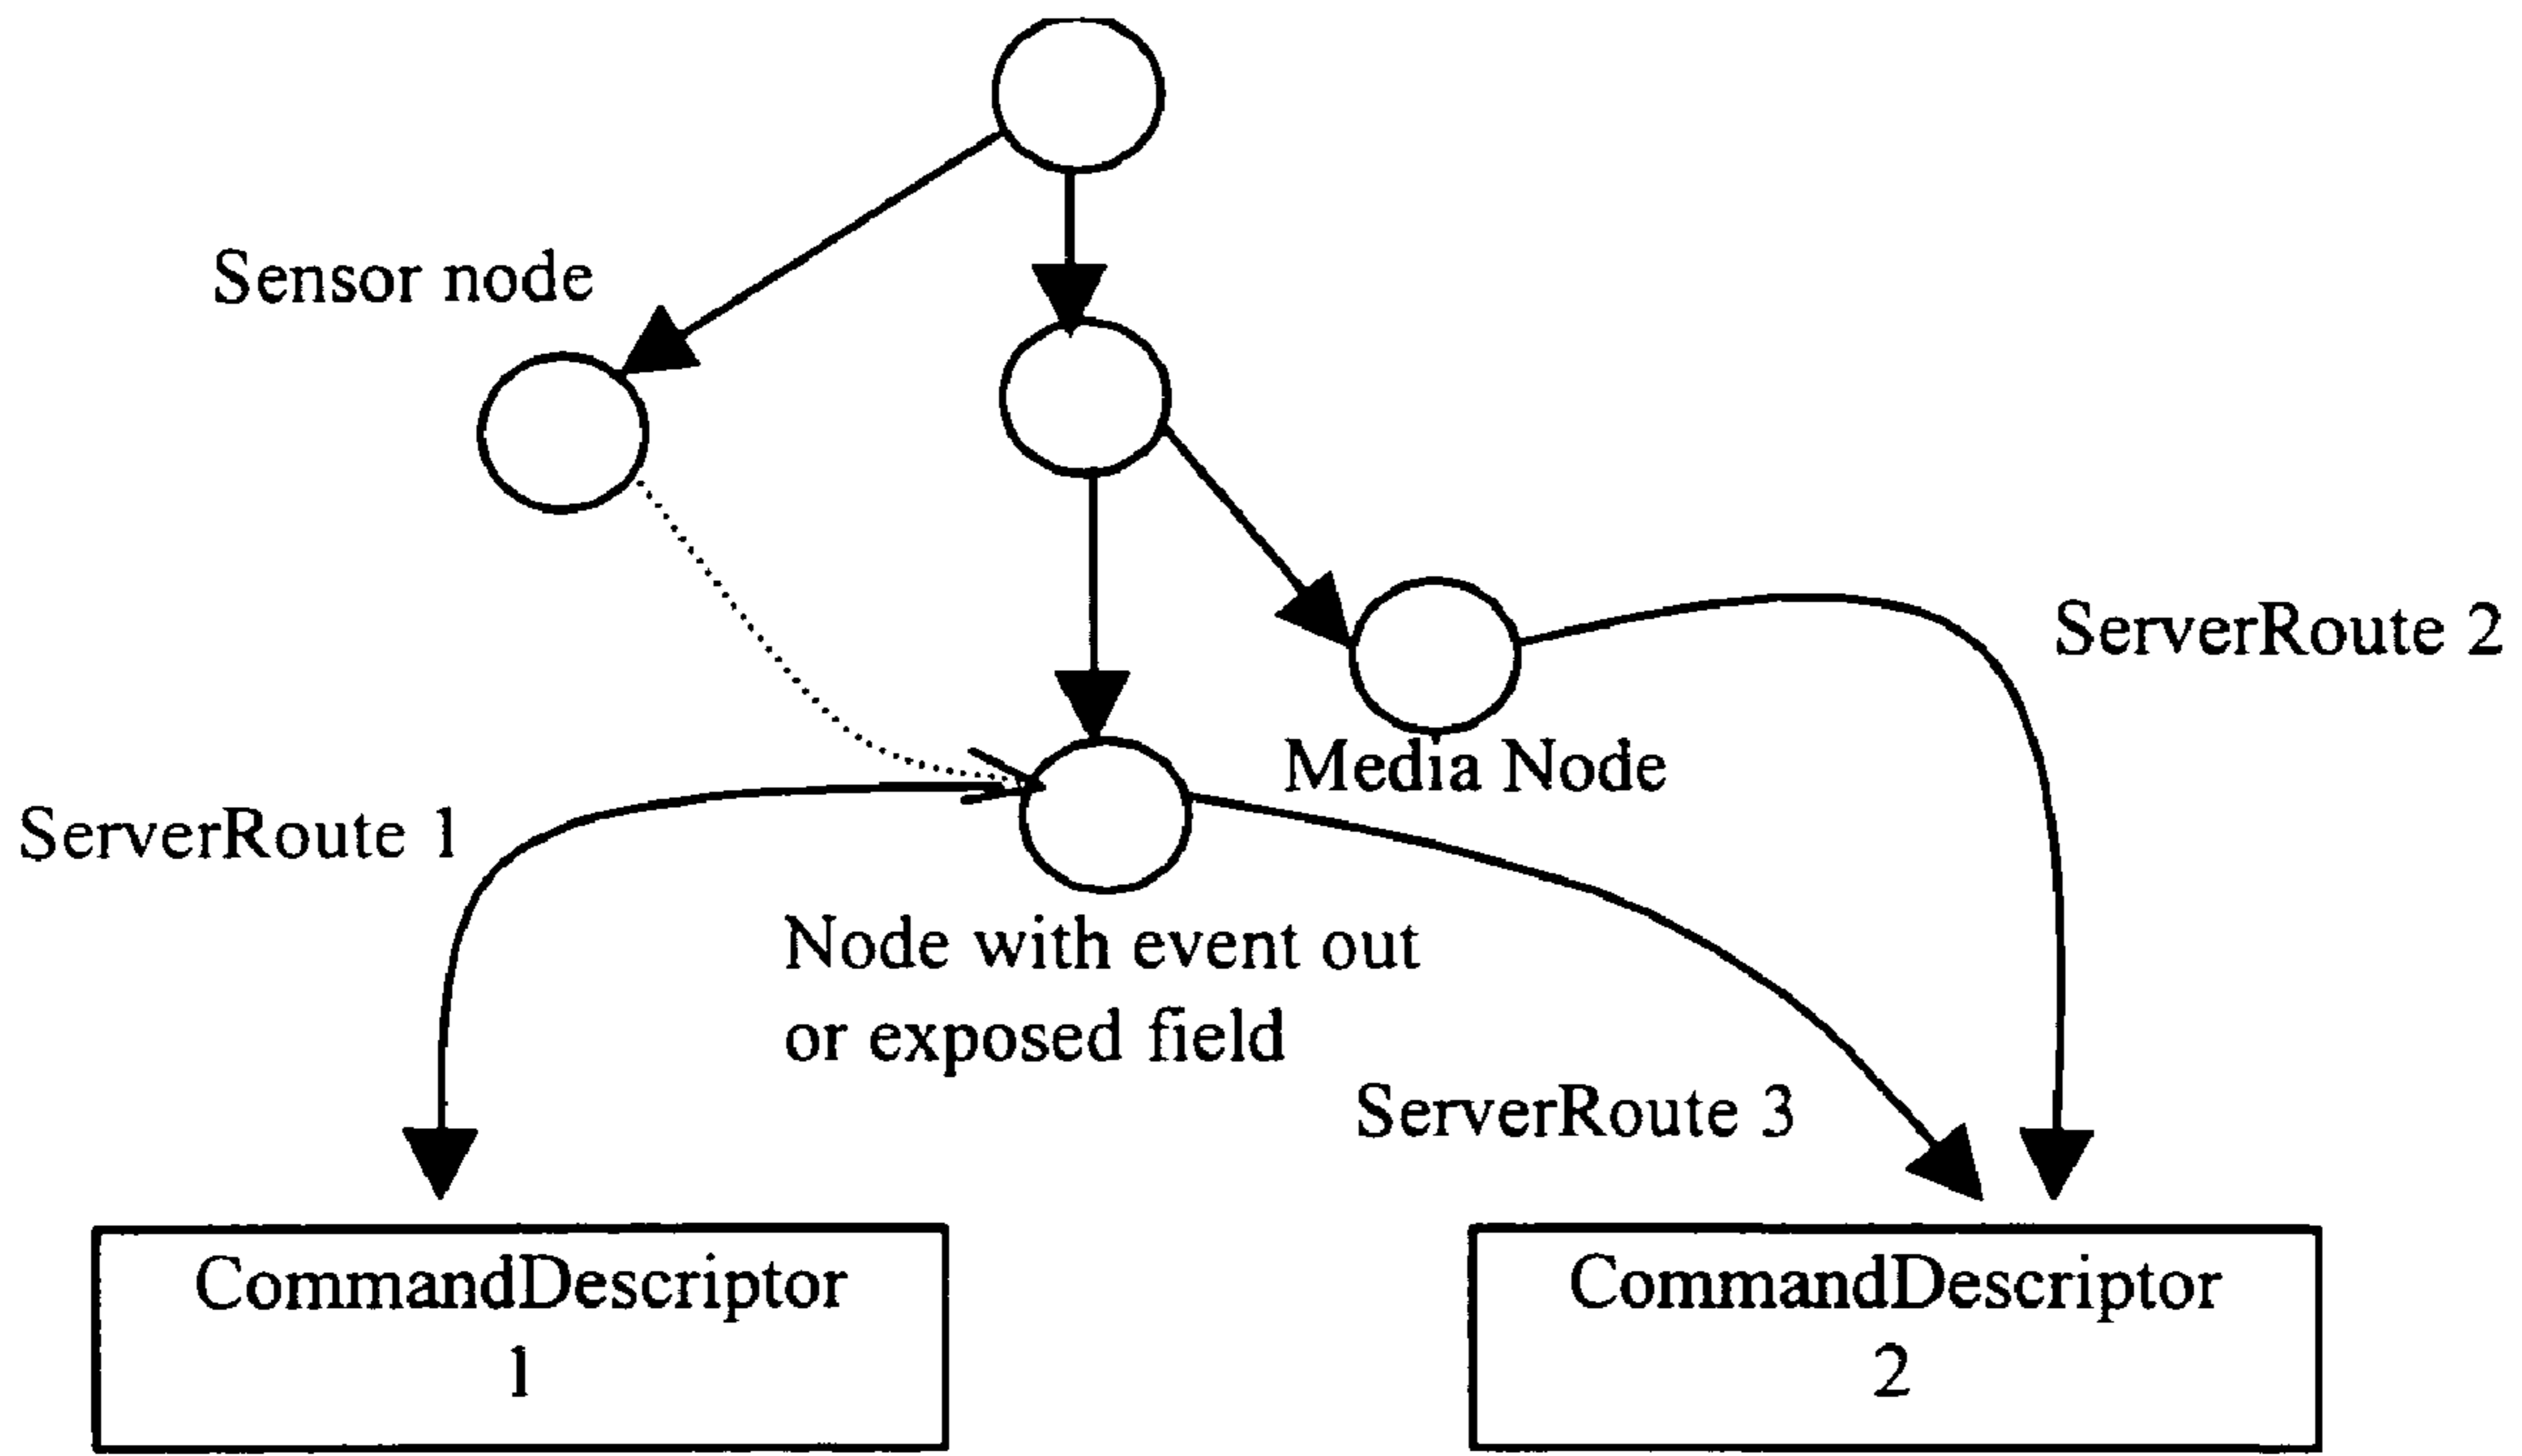 Sensor node
ServerRoute 2
Media Node
ServerRoute 1
Node with event out
or exposed field
ServerRoute 3
CommandDescriptor
1
CommandDescriptor
2